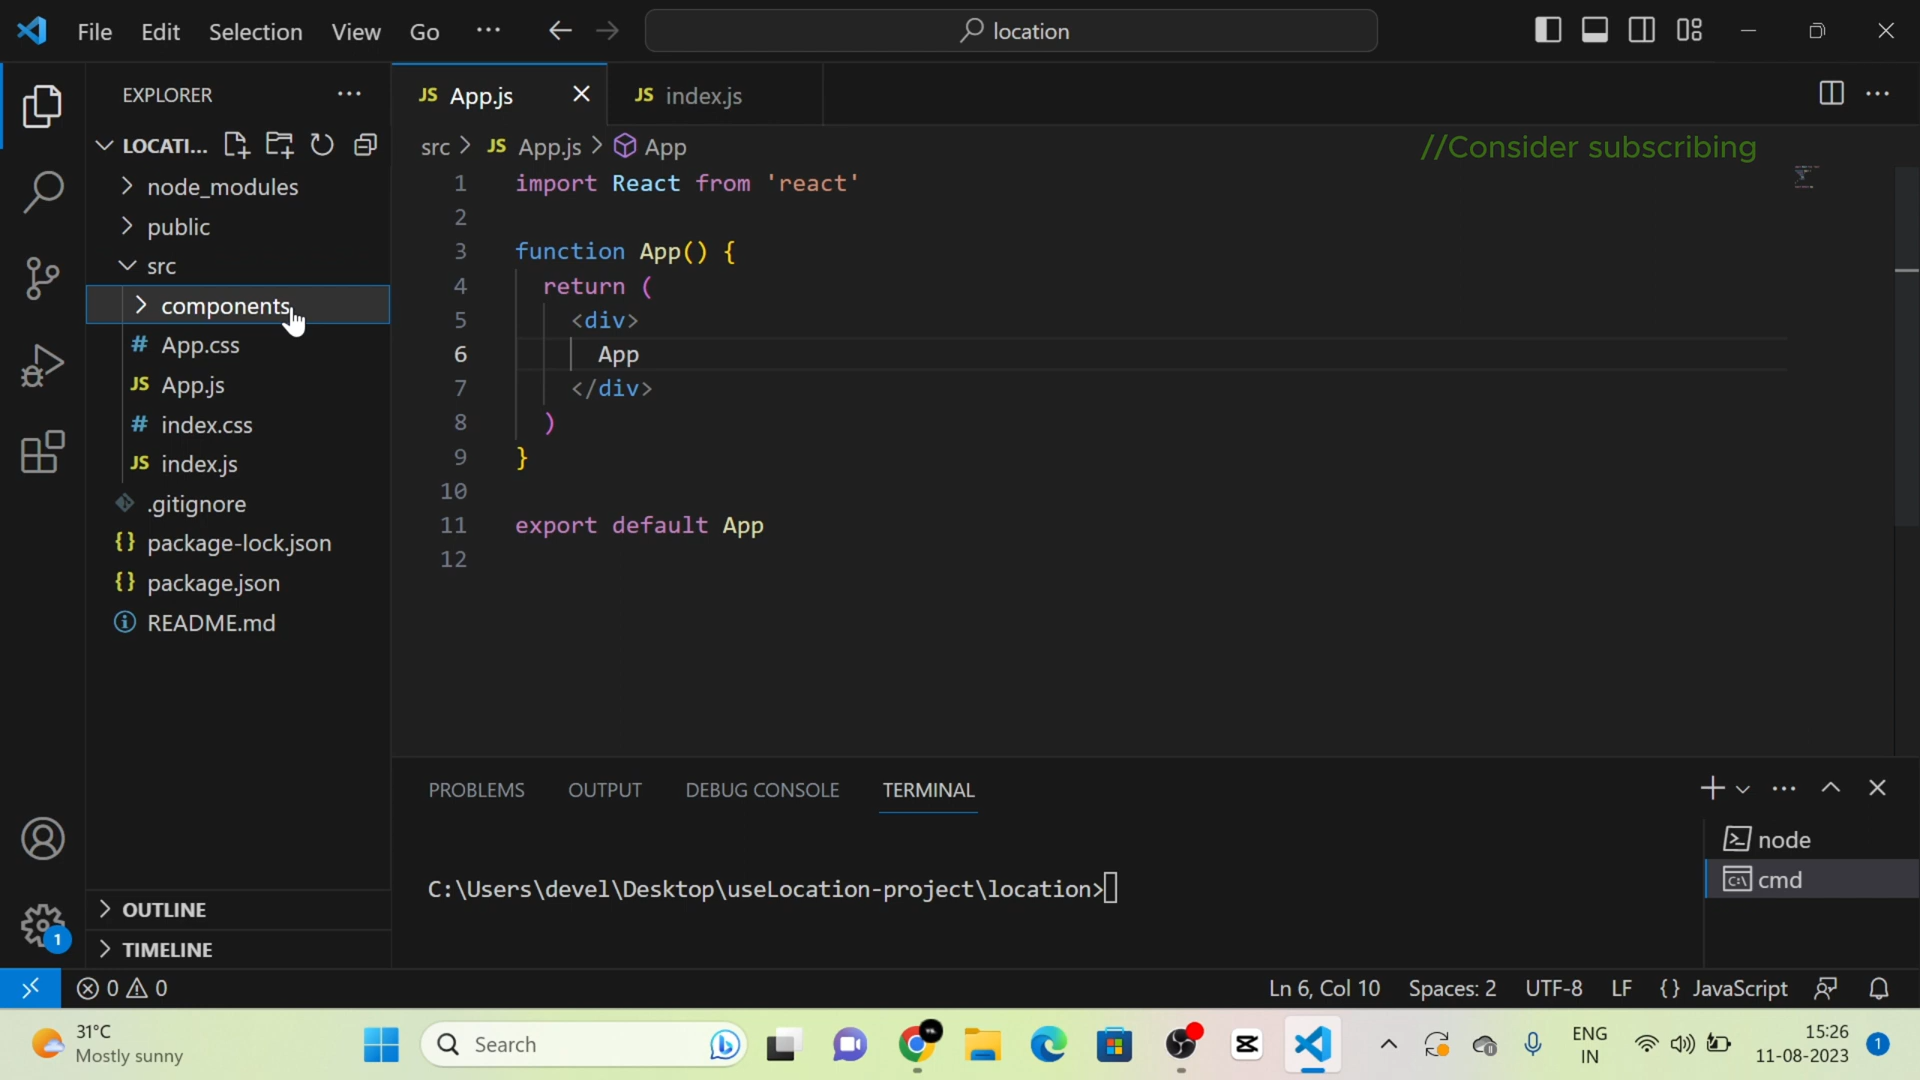 File Edit Selection View Go ··· location
EXPLORER ···
App.js
index.js
LOCATI...
node_modules
public
src
components
App.css
App.js
index.css
index.js
.gitignore
package-lock.json
package.json
README.md
OUTLINE
TIMELINE
src > JS App.js > App
//Consider subscribing
1 import React from 'react'
2
3 function App() {
4 return (
5 <div>
6 App
7 </div>
8 )
9 }
10
11 export default App
12
PROBLEMS OUTPUT DEBUG CONSOLE TERMINAL
C:\Users\devel\Desktop\useLocation-project\location>
node
cmd
1
0 0
Ln 6, Col 10 Spaces: 2 UTF-8 LF {} JavaScript
31°C
Mostly sunny
Search
ENG
IN
15:26
11-08-2023
1